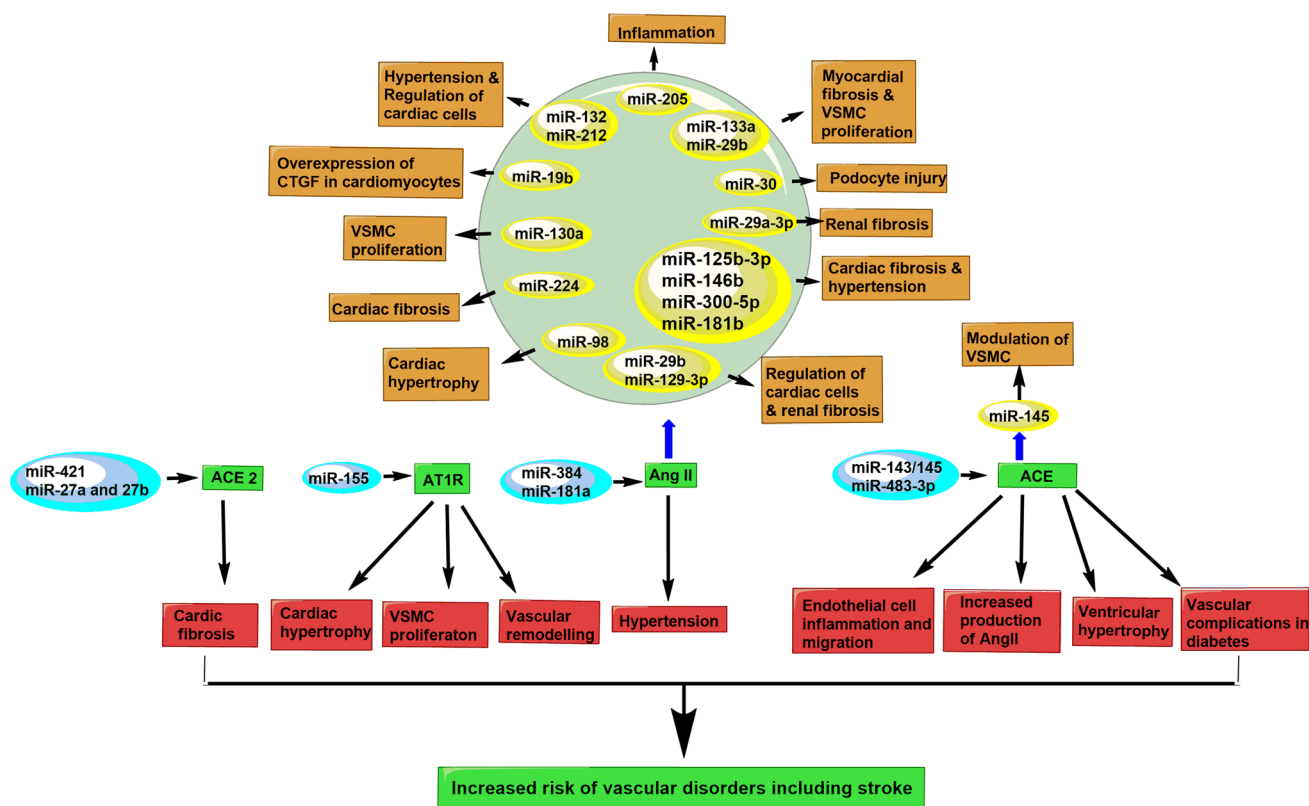 Inflammation
Hypertension &
Regulation of
cardiac cells
miR-205
Myocardial
fibrosis &
VSMC
proliferation
miR-132
miR-212
miR-133a
miR-29b
Overexpression of
CTGF in cardiomyocytes
miR-19b
miR-30
Podocyte injury
VSMC
proliferation
miR-130a
miR-29a-3p
Renal fibrosis
miR-125b-3p
miR-146b
miR-300-5p
miR-181b
Cardiac fibrosis &
hypertension
Cardiac fibrosis
miR-224
Cardiac
hypertrophy
miR-98
miR-29b
miR-129-3p
Regulation of
cardiac cells
& renal fibrosis
Modulation of
VSMC
miR-145
miR-421
miR-27a and 27b
ACE 2
miR-155
AT1R
miR-384
miR-181a
Ang II
miR-143/145
miR-483-3p
ACE
Cardic
fibrosis
Cardiac
hypertrophy
VSMC
proliferaton
Vascular
remodelling
Hypertension
Endothelial cell
inflammation and
migration
Increased
production
of AngII
Ventricular
hypertrophy
Vascular
complications in
diabetes
Increased risk of vascular disorders including stroke